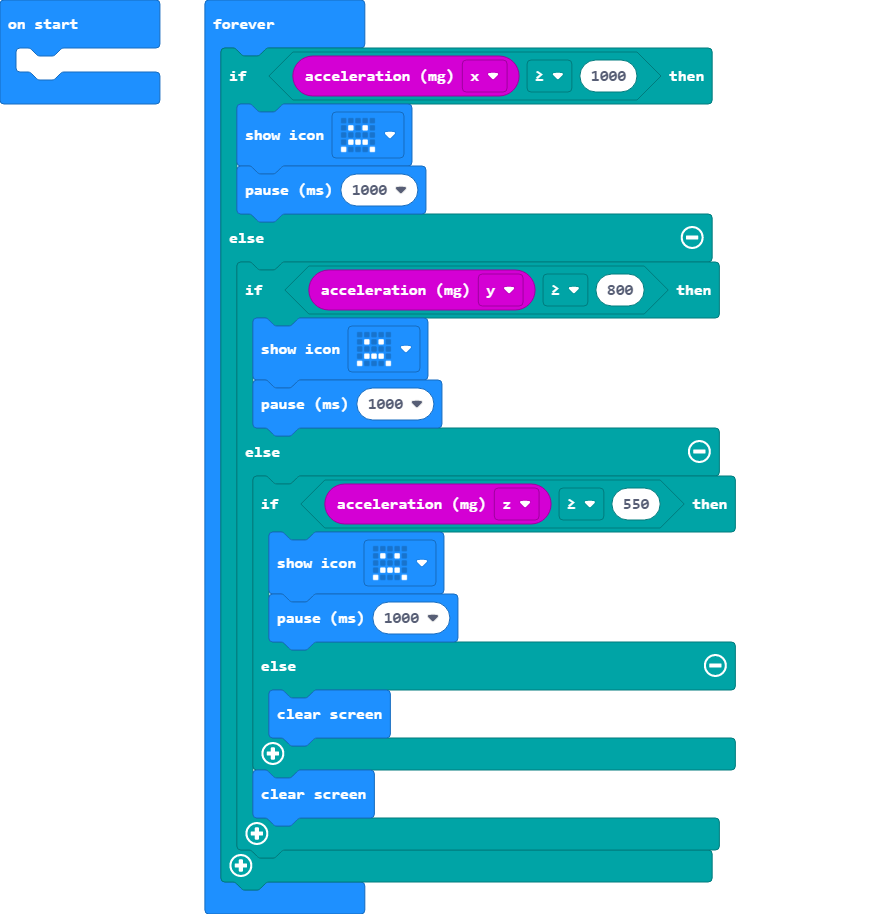 on start
forever
if acceleration (mg) x ≥ 1000 then
show icon
pause (ms) 1000
else
if acceleration (mg) y ≥ 800 then
show icon
pause (ms) 1000
else
if acceleration (mg) z ≥ 550 then
show icon
pause (ms) 1000
else
clear screen
clear screen